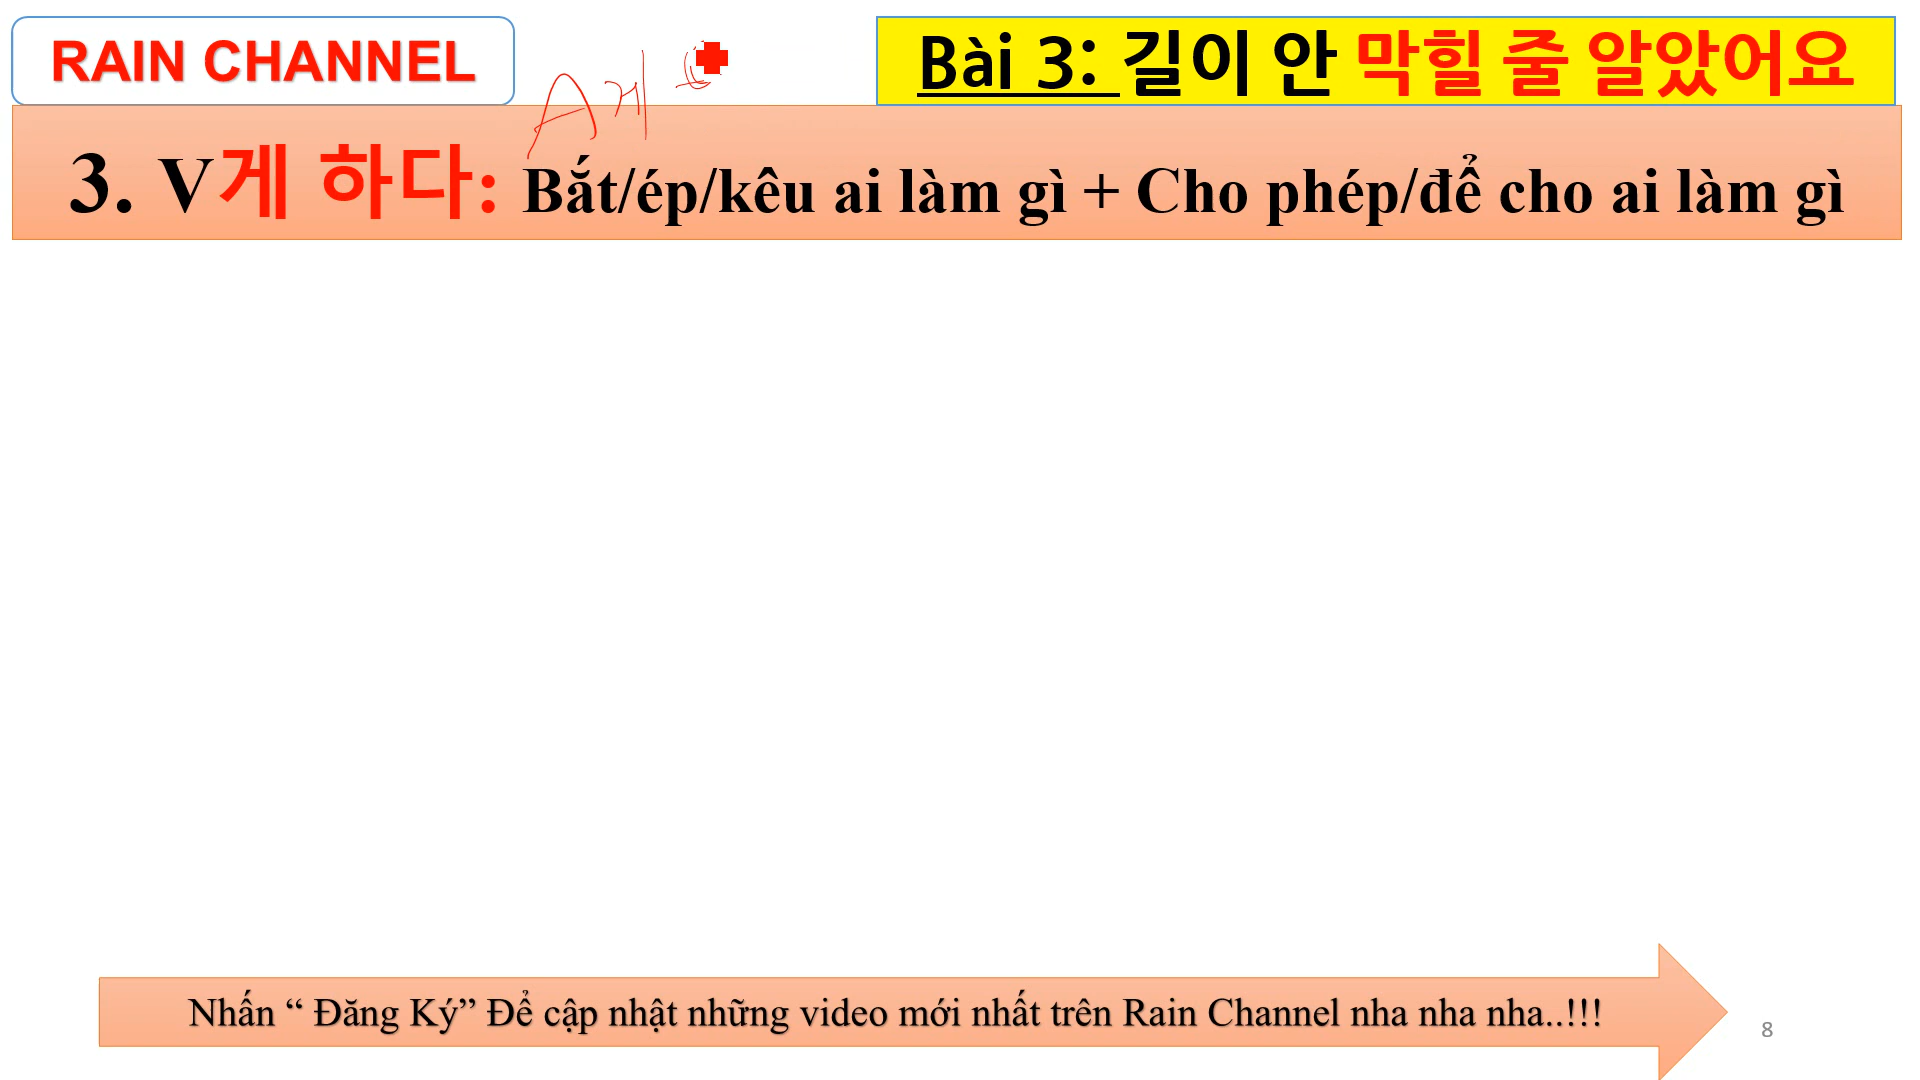 RAIN CHANNEL
A게
Bài 3: 길이 안 막힐 줄 알았어요
3. V게 하다: Bắt/ép/kêu ai làm gì + Cho phép/để cho ai làm gì
Nhấn “ Đăng Ký” Để cập nhật những video mới nhất trên Rain Channel nha nha nha..!!!
8